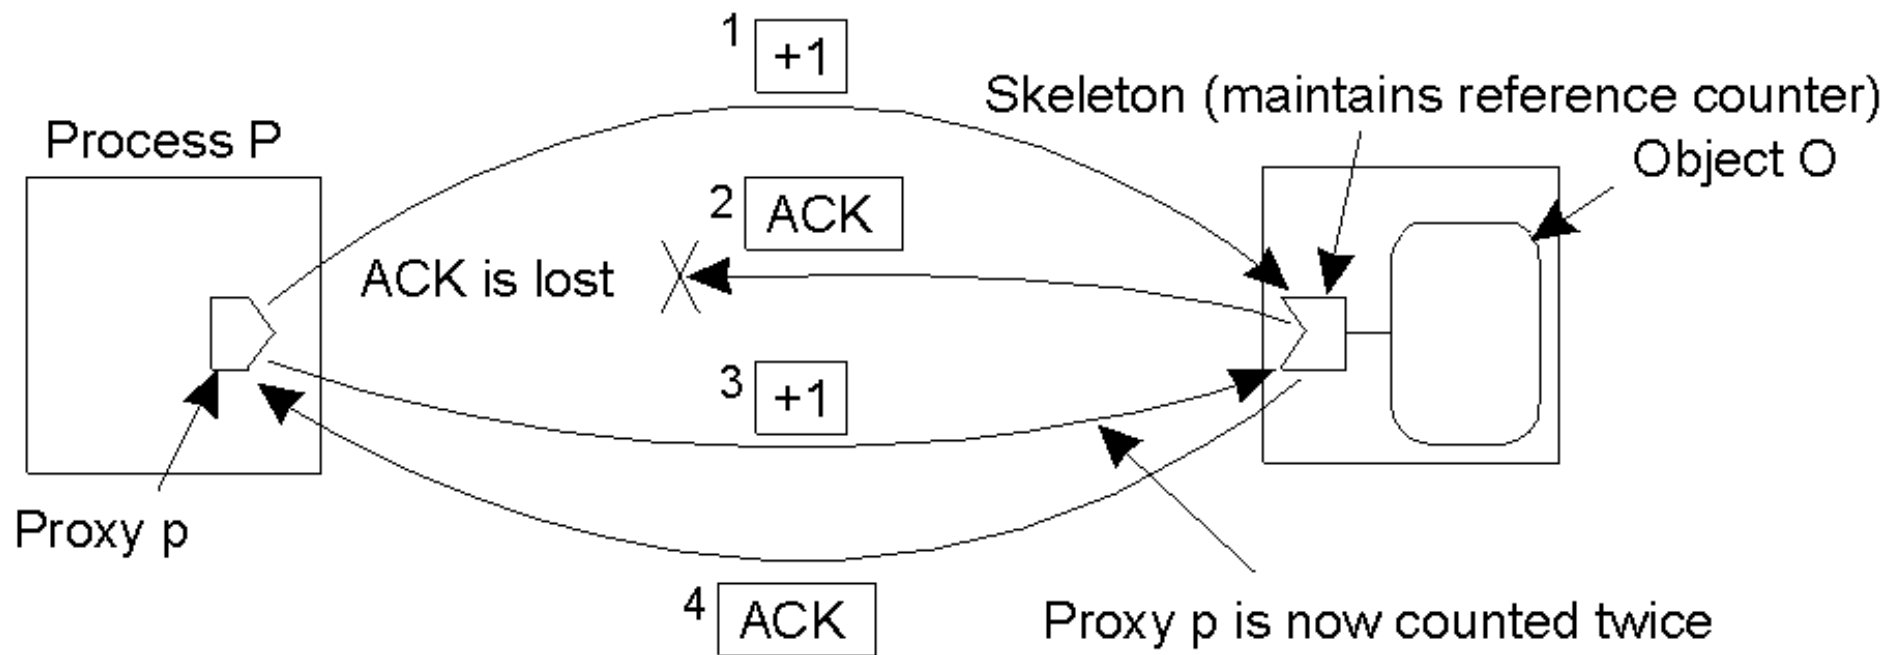 1 +1
Skeleton (maintains reference counter)
Process P
Object O
2 ACK
ACK is lost
3 +1
Proxy p
4 ACK
Proxy p is now counted twice